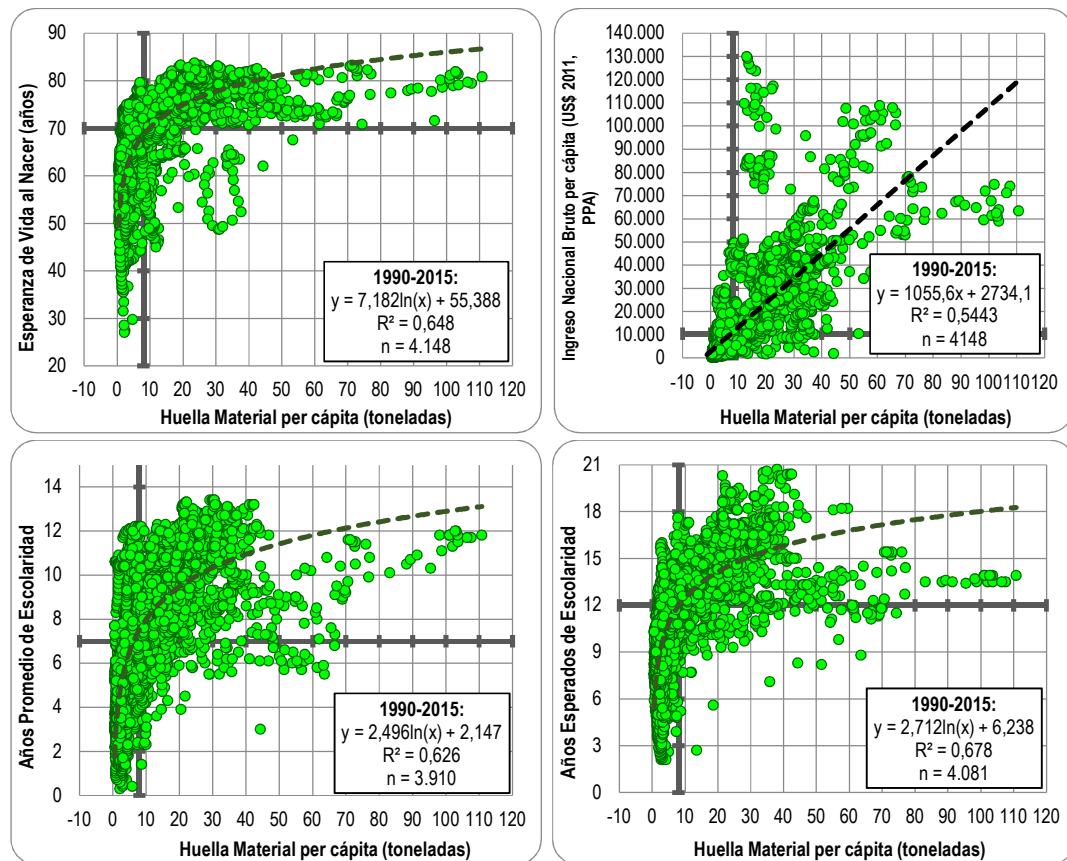 Esperanza de Vida al Nacer (años)
90
80
70
60
50
40
30
20
-10 0 10 20 30 40 50 60 70 80 90 100 110 120
Huella Material per cápita (toneladas)
1990-2015:
y = 7,182ln(x) + 55,388
R² = 0,648
n = 4.148
Ingreso Nacional Bruto per cápita (US$ 2011,
PPA)
140.000
130.000
120.000
110.000
100.000
90.000
80.000
70.000
60.000
50.000
40.000
30.000
20.000
10.000
0
-10 0 10 20 30 40 50 60 70 80 90 100 110 120
Huella Material per cápita (toneladas)
1990-2015:
y = 1055,6x + 2734,1
R² = 0,5443
n = 4148
Años Promedio de Escolaridad
14
12
10
8
6
4
2
0
-10 0 10 20 30 40 50 60 70 80 90 100 110 120
Huella Material per cápita (toneladas)
1990-2015:
y = 2,496ln(x) + 2,147
R² = 0,626
n = 3.910
Años Esperados de Escolaridad
21
18
15
12
9
6
3
0
-10 0 10 20 30 40 50 60 70 80 90 100 110 120
Huella Material per cápita (toneladas)
1990-2015:
y = 2,712ln(x) + 6,238
R² = 0,678
n = 4.081